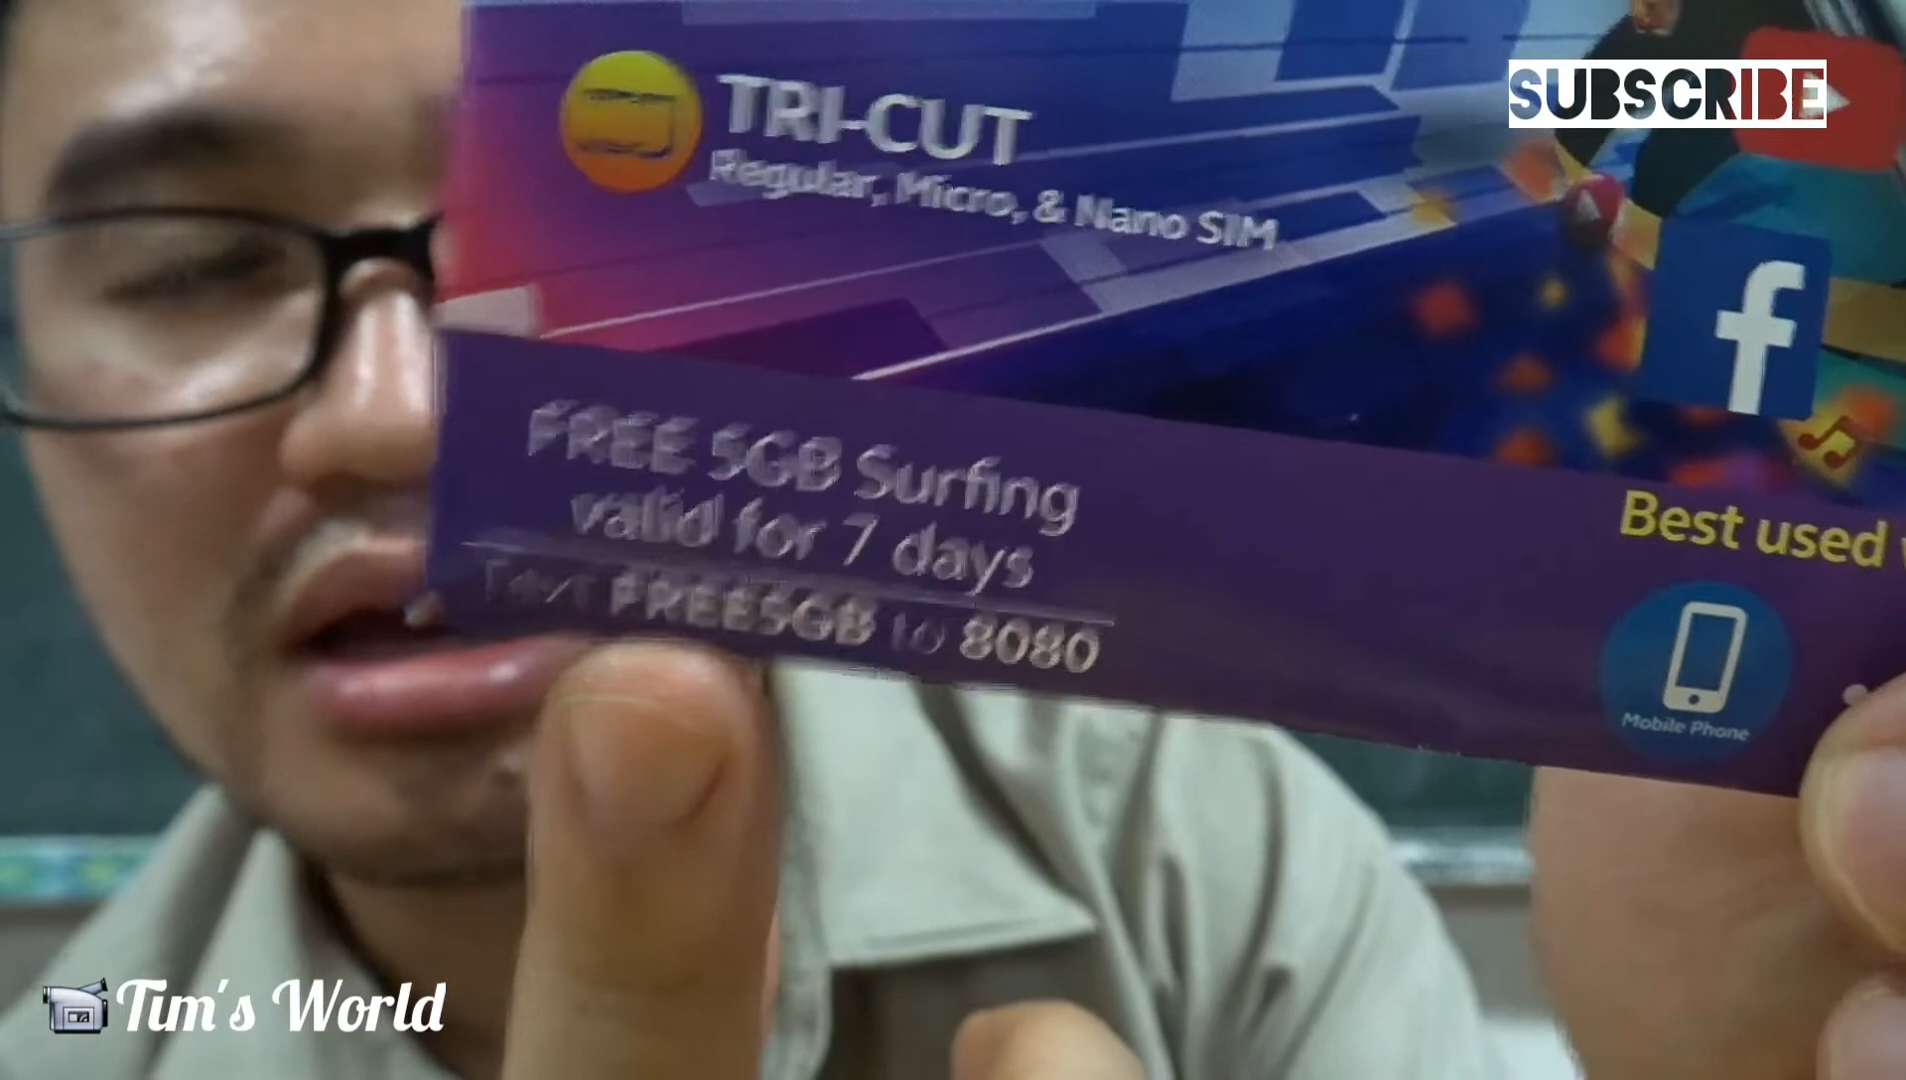 SUBSCRIBE
TRI-CUT
Regular, Micro, & Nano SIM
f
FREE 5GB Surfing
valid for 7 days
Text FREE5GB to 8080
Best used
Mobile Phone
Tim's World